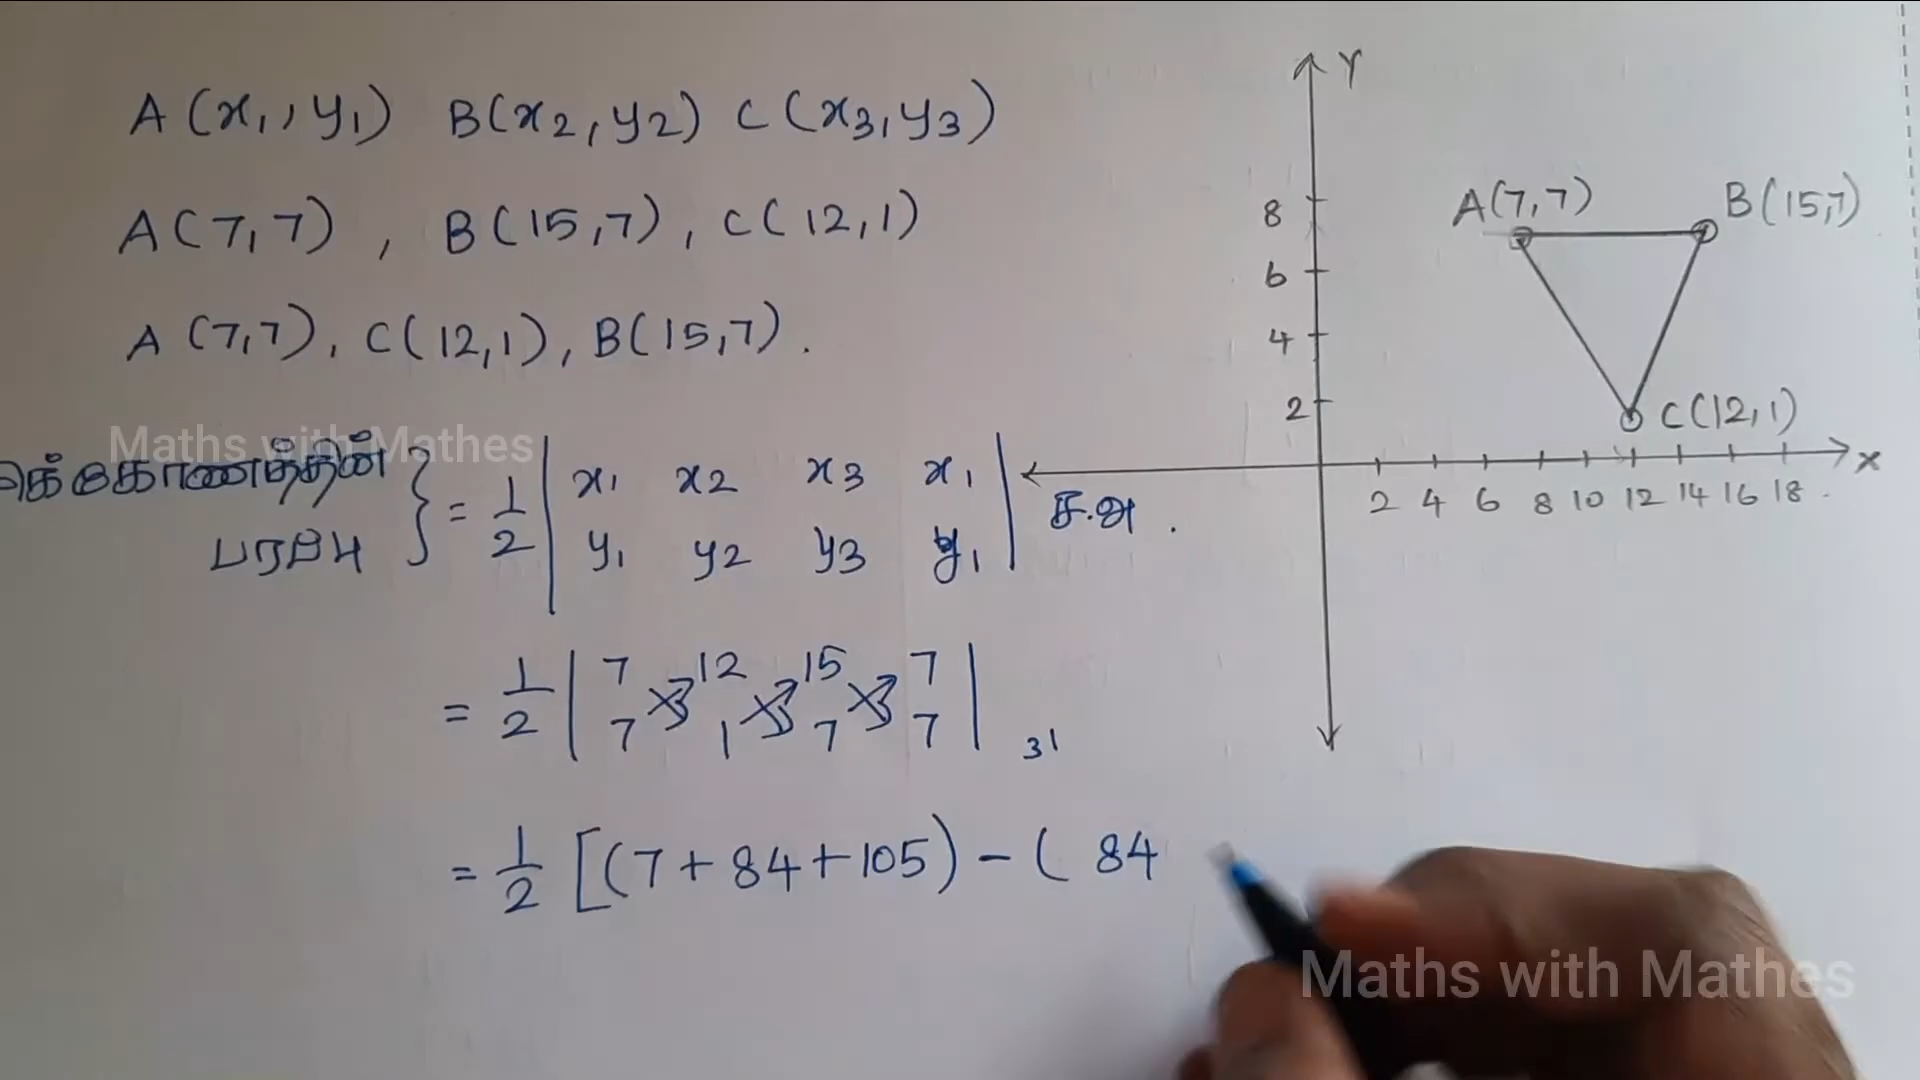 A(x₁, y₁) B(x₂, y₂) C(x₃, y₃)
A(7,7), B(15,7), C(12,1)
A(7,7), C(12,1), B(15,7).
Maths with Mathes
பரப்பு } = 1/2 | x₁ x₂ x₃ x₁ |
y₁ y₂ y₃ y₁ ச.அ.
= 1/2 | 7 12 15 7 |
7 1 7 7
31
= 1/2 [(7+84+105) - ( 84
Y
8
6
4
2
A(7,7)
B(15,7)
C(12,1)
X
2 4 6 8 10 12 14 16 18
Maths with Mathes